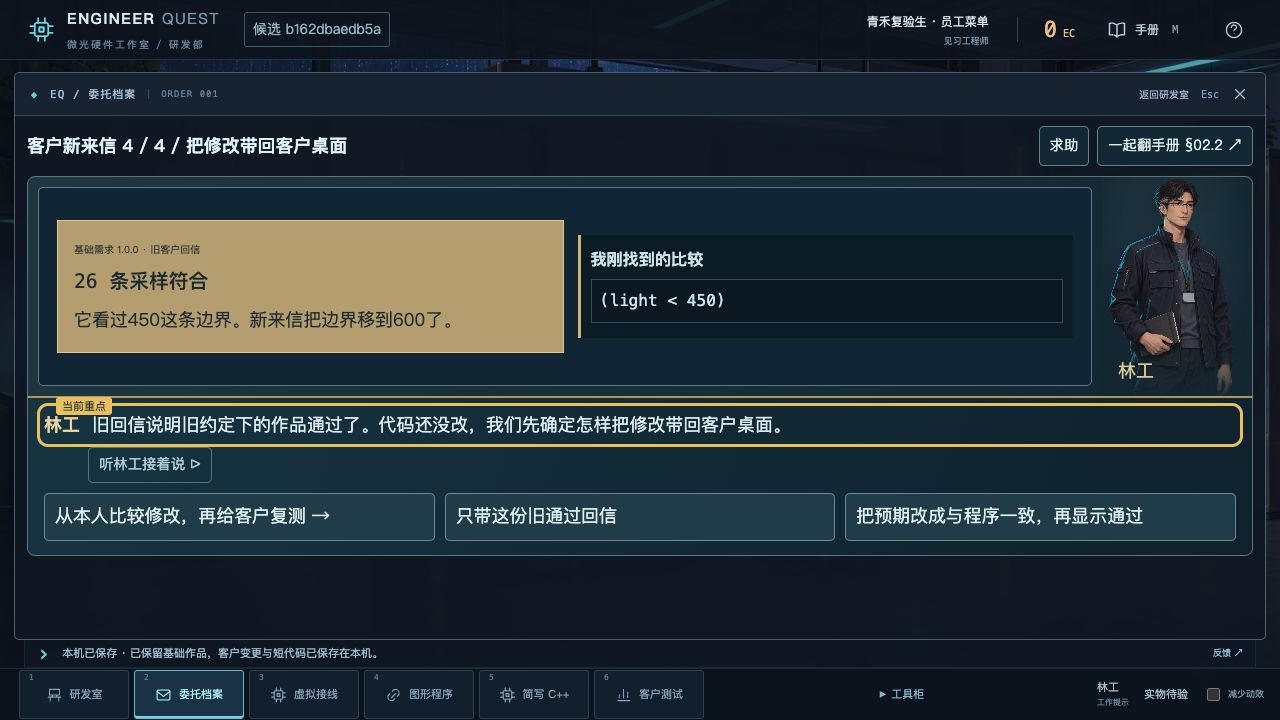 ENGINEER QUEST
微光硬件工作室 / 研发部
候选 b162dbaedb5a
青禾复验生 · 员工菜单
见习工程师
0 EC
手册 M
EQ / 委托档案
ORDER 001
返回研发室 Esc
客户新来信 4 / 4 / 把修改带回客户桌面
求助
一起翻手册 §02.2 ↗
基础需求 1.0.0 · 旧客户回信
26 条采样符合
它看过450这条边界。新来信把边界移到600了。
我刚找到的比较
(light < 450)
林工
当前重点
林工 旧回信说明旧约定下的作品通过了。代码还没改，我们先确定怎样把修改带回客户桌面。
听林工接着说 ▷
从本人比较修改，再给客户复测 →
只带这份旧通过回信
把预期改成与程序一致，再显示通过
本机已保存 · 已保留基础作品，客户变更与短代码已保存在本机。
反馈 ↗
1 研发室
2 委托档案
3 虚拟接线
4 图形程序
5 简写 C++
6 客户测试
▶ 工具柜
林工
工作提示
实物待验
减少动效